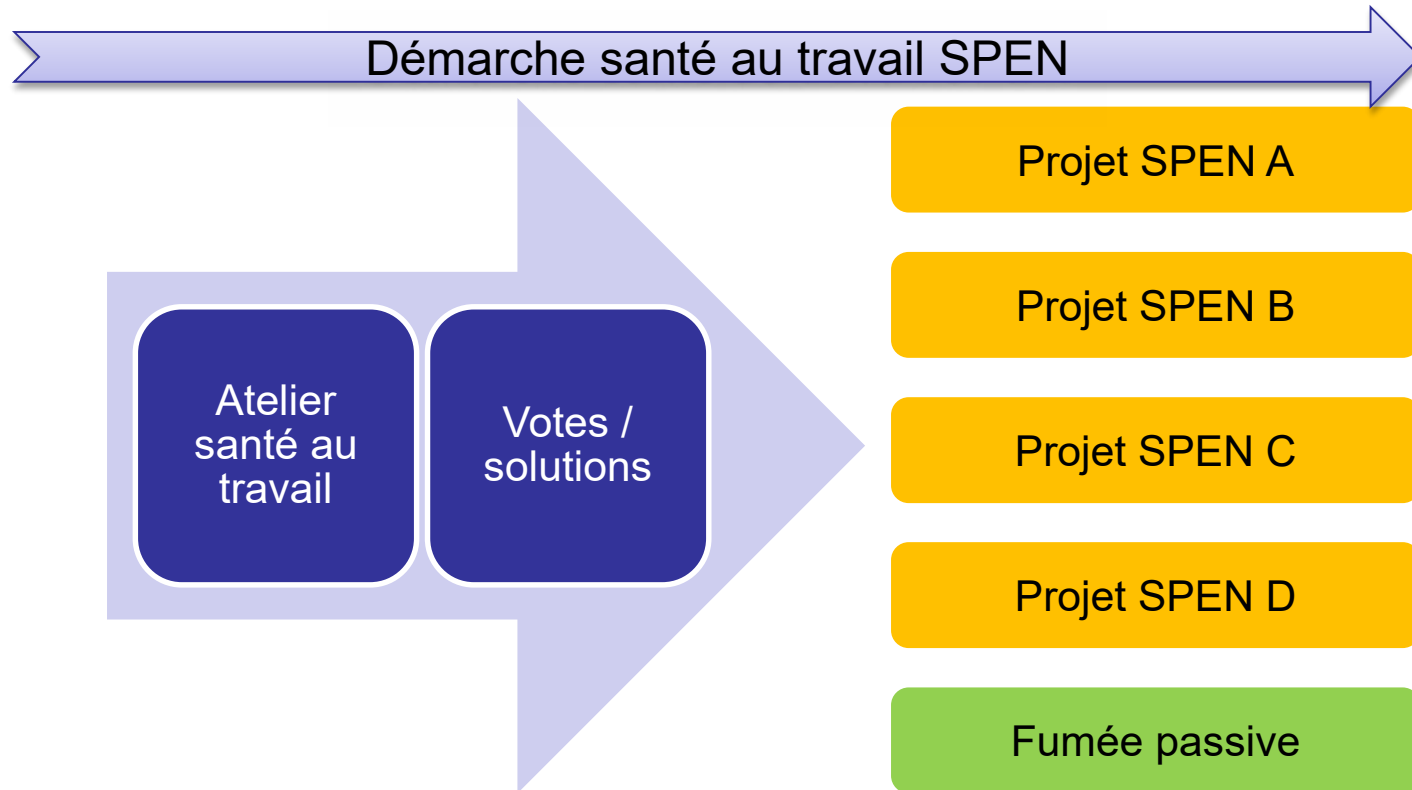 Démarche santé au travail SPEN
Atelier
santé au
travail
Votes /
solutions
Projet SPEN A
Projet SPEN B
Projet SPEN C
Projet SPEN D
Fumée passive